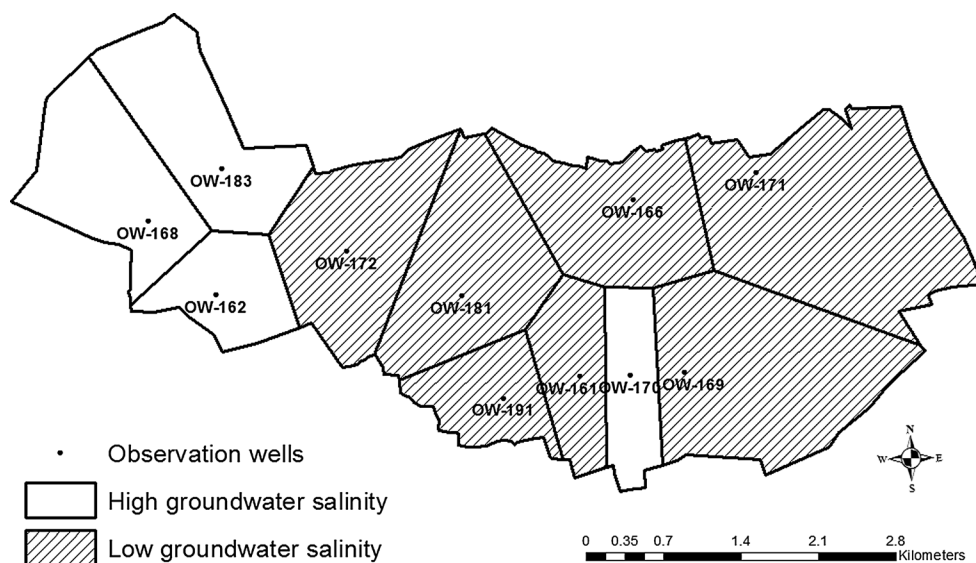 OW-183
OW-171
OW-166
OW-168
OW-172
OW-162
OW-181
OW-161
OW-170
OW-169
OW-191
Observation wells
High groundwater salinity
Low groundwater salinity
N
W E
S
0 0.35 0.7 1.4 2.1 2.8
Kilometers